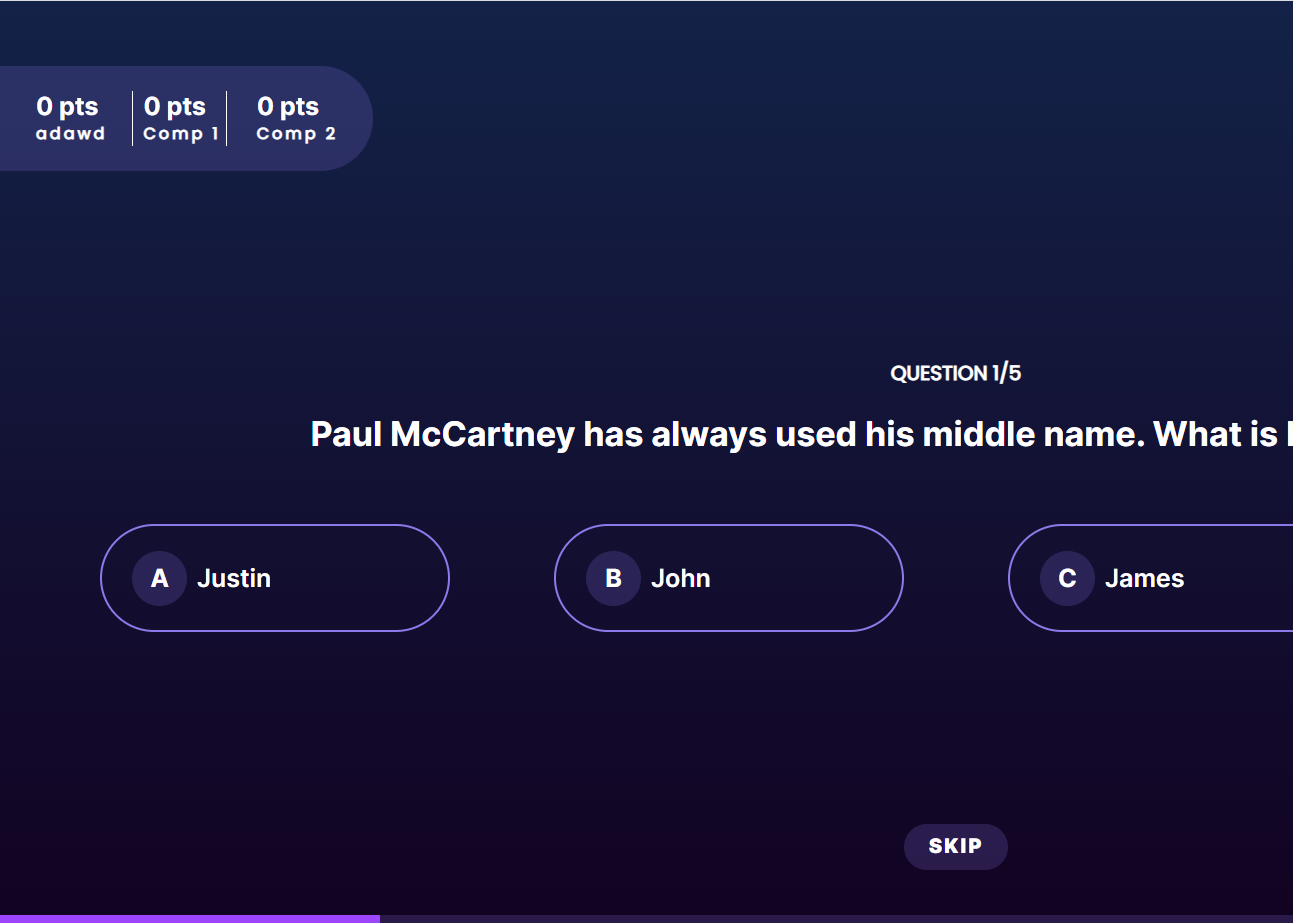 0 pts 0 pts 0 pts
adawd Comp 1 Comp 2
QUESTION 1/5
Paul McCartney has always used his middle name. What is
A Justin B John C James
SKIP